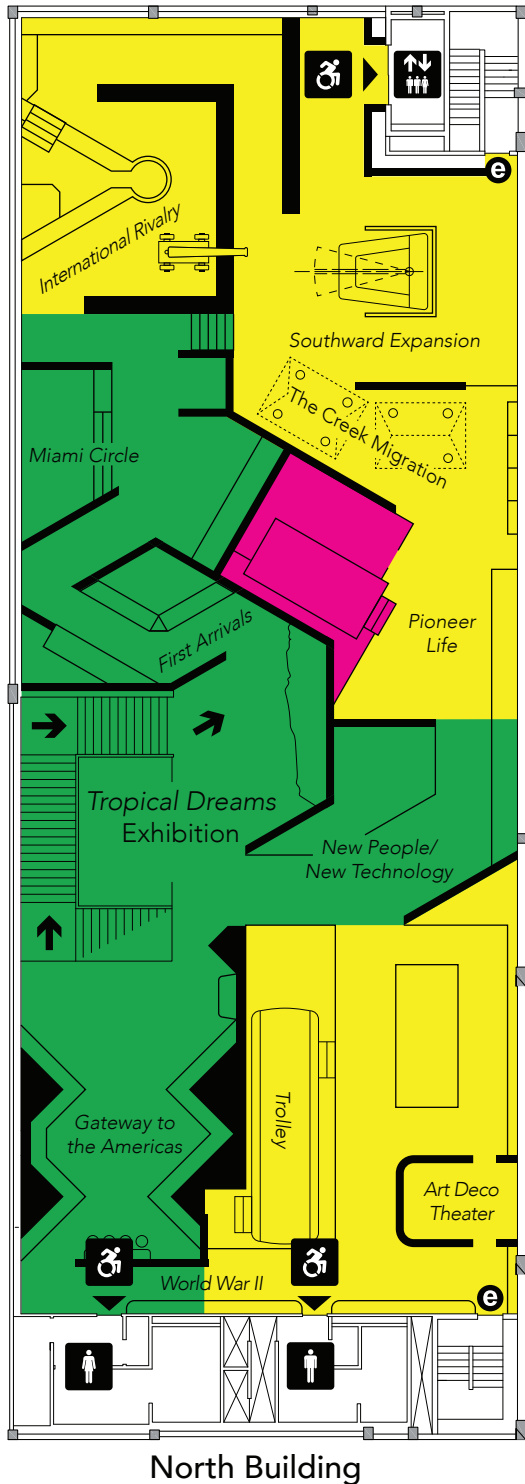 e
International Rivalry
Southward Expansion
The Creek Migration
Miami Circle
First Arrivals
Pioneer
Life
Tropical Dreams
Exhibition
New People/
New Technology
Trolley
Gateway to
the Americas
Art Deco
Theater
World War II
e
North Building